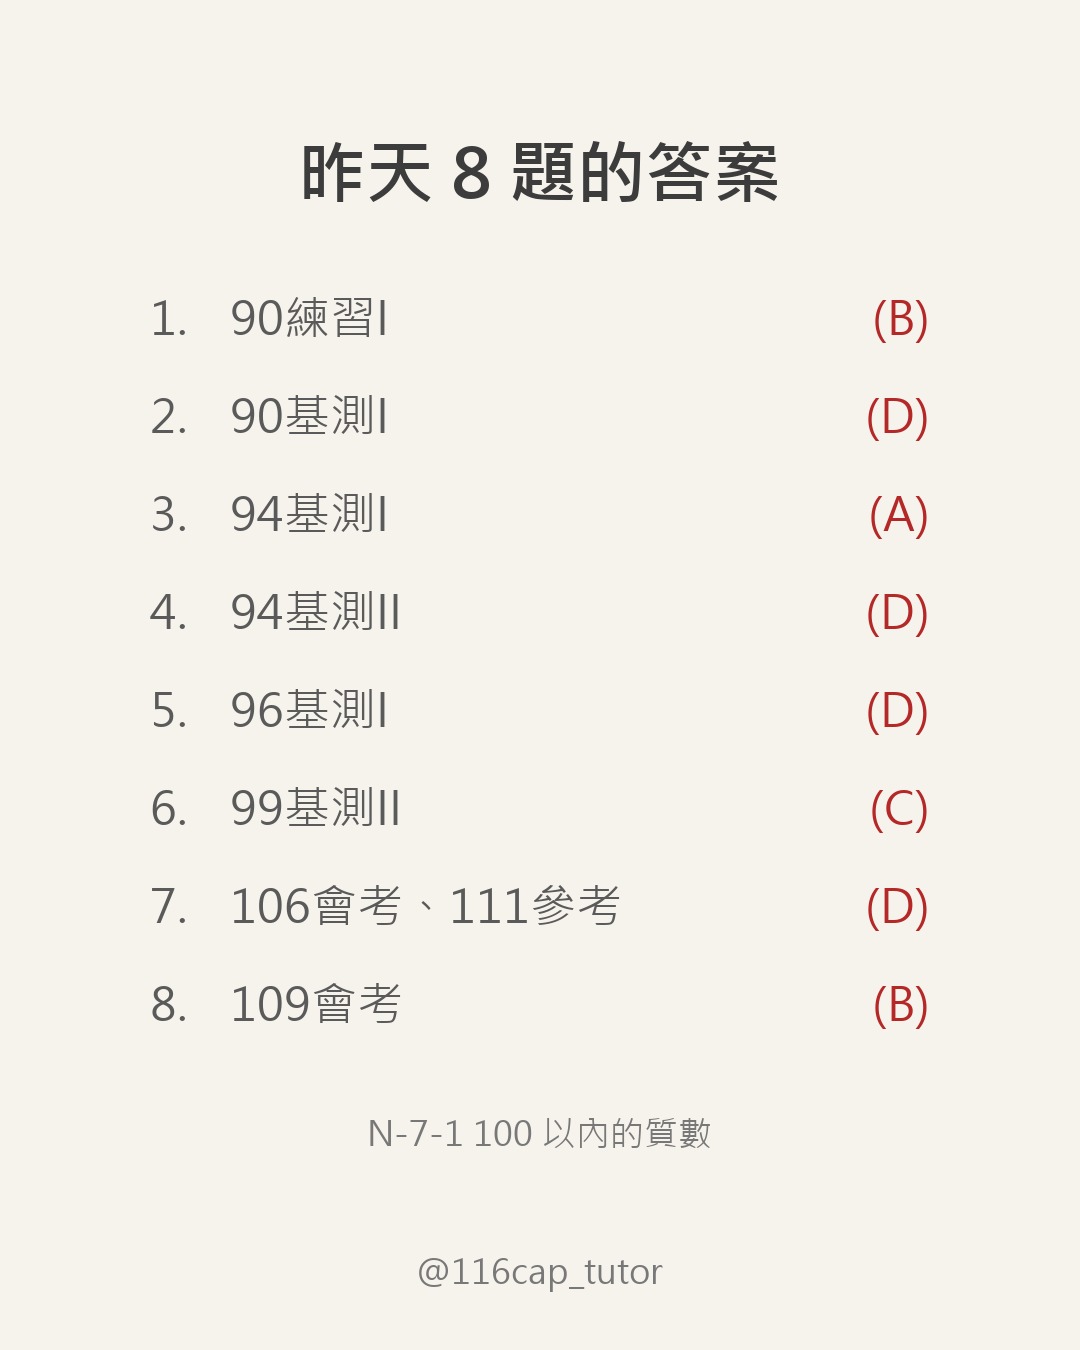 昨天 8 題的答案
1. 90練習I (B)
2. 90基測I (D)
3. 94基測I (A)
4. 94基測II (D)
5. 96基測I (D)
6. 99基測II (C)
7. 106會考、111參考 (D)
8. 109會考 (B)
N-7-1 100 以內的質數
@116cap_tutor